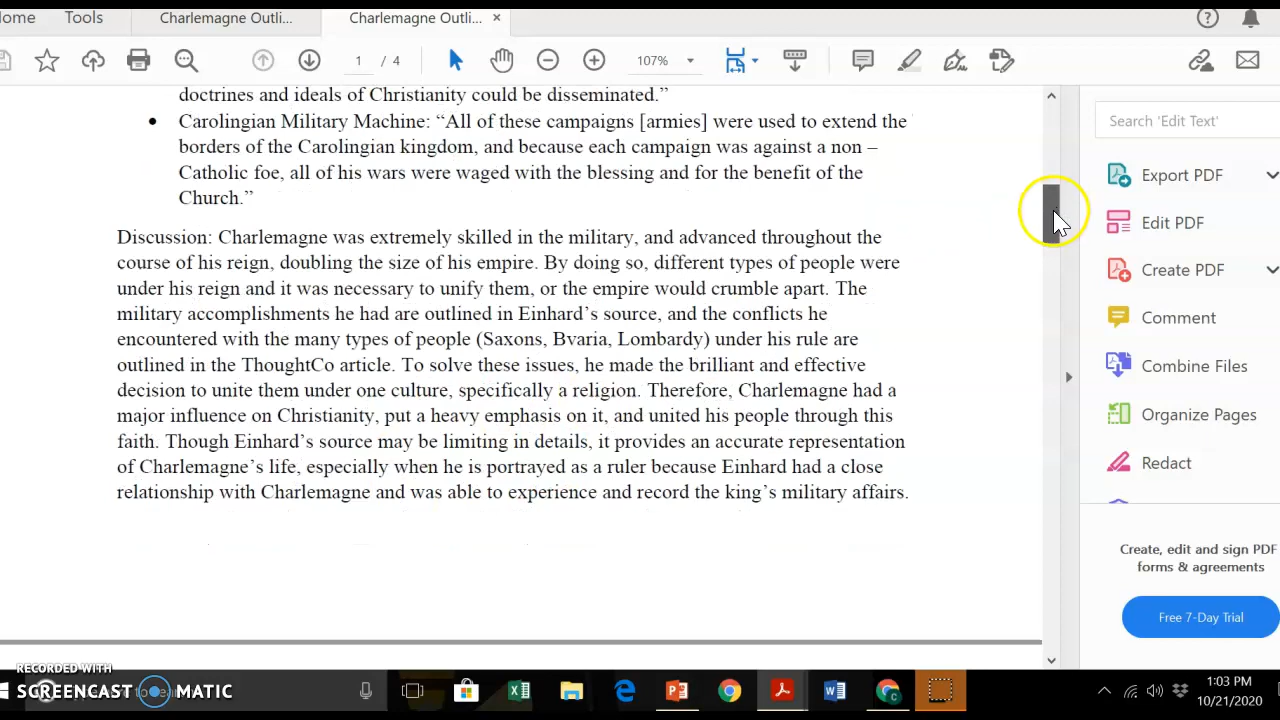 ome
Tools
Charlemagne Outli...
Charlemagne Outli...
×
1 / 4
107%
Search 'Edit Text'
doctrines and ideals of Christianity could be disseminated.”
• Carolingian Military Machine: “All of these campaigns [armies] were used to extend the
borders of the Carolingian kingdom, and because each campaign was against a non –
Catholic foe, all of his wars were waged with the blessing and for the benefit of the
Church.”
Discussion: Charlemagne was extremely skilled in the military, and advanced throughout the
course of his reign, doubling the size of his empire. By doing so, different types of people were
under his reign and it was necessary to unify them, or the empire would crumble apart. The
military accomplishments he had are outlined in Einhard’s source, and the conflicts he
encountered with the many types of people (Saxons, Bvaria, Lombardy) under his rule are
outlined in the ThoughtCo article. To solve these issues, he made the brilliant and effective
decision to unite them under one culture, specifically a religion. Therefore, Charlemagne had a
major influence on Christianity, put a heavy emphasis on it, and united his people through this
faith. Though Einhard’s source may be limiting in details, it provides an accurate representation
of Charlemagne’s life, especially when he is portrayed as a ruler because Einhard had a close
relationship with Charlemagne and was able to experience and record the king’s military affairs.
Export PDF
Edit PDF
Create PDF
Comment
Combine Files
Organize Pages
Redact
Create, edit and sign PDF
forms & agreements
Free 7-Day Trial
RECORDED WITH
SCREENCAST MATIC
1:03 PM
10/21/2020